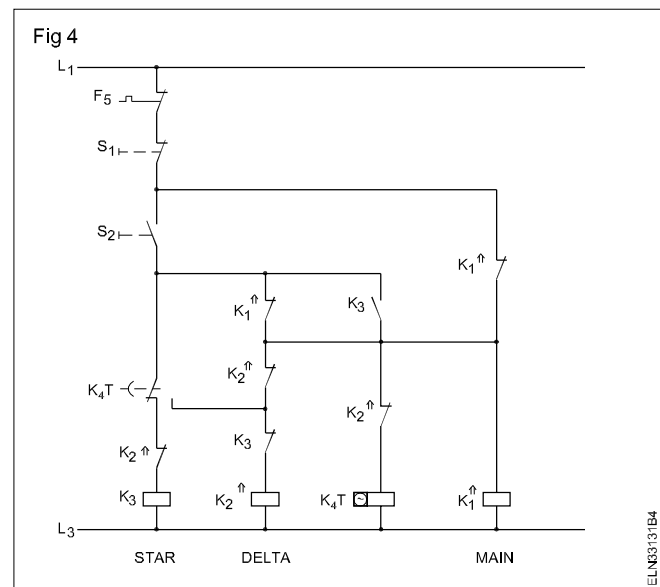 Fig 4
L1
F5
S1
S2
K1⇑
K1⇑
K3
K2⇑
K4T
K2⇑
K2⇑
K3
K3
K2⇑
K4T
K1⇑
L3
STAR
DELTA
MAIN
ELN33131B4